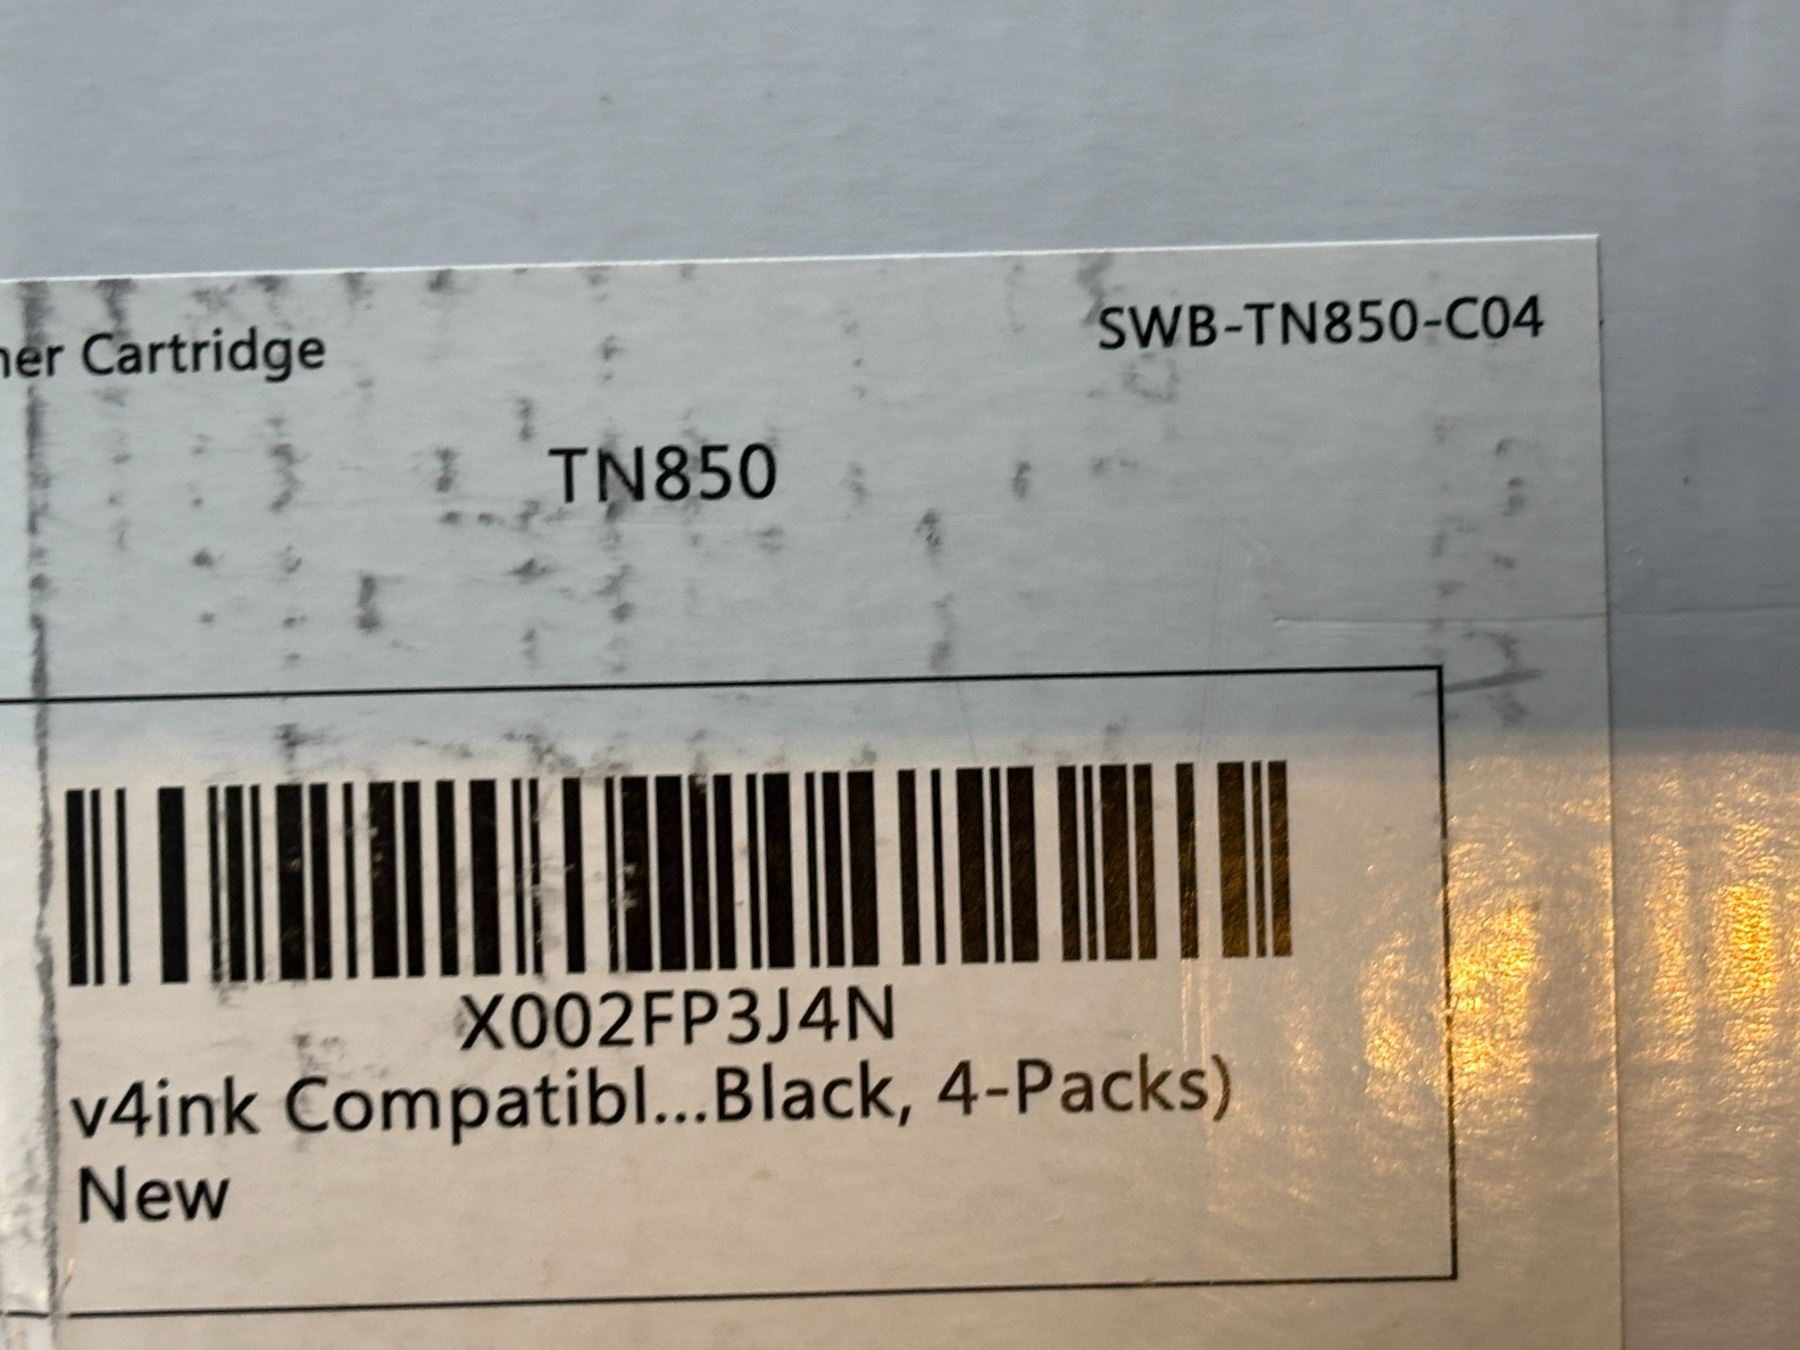 ner Cartridge
SWB-TN850-C04
TN850
X002FP3J4N
v4ink Compatibl...Black, 4-Packs)
New